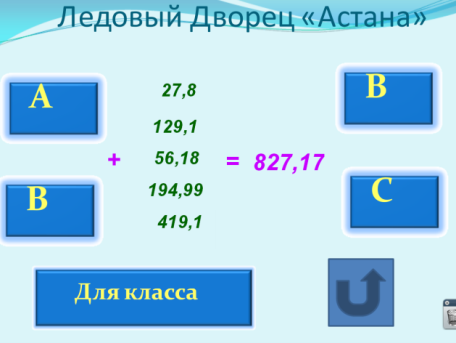 Ледовый Дворец «Астана»
А
В
27,8
129,1
+ 56,18 = 827,17
194,99
419,1
В
С
Для класса